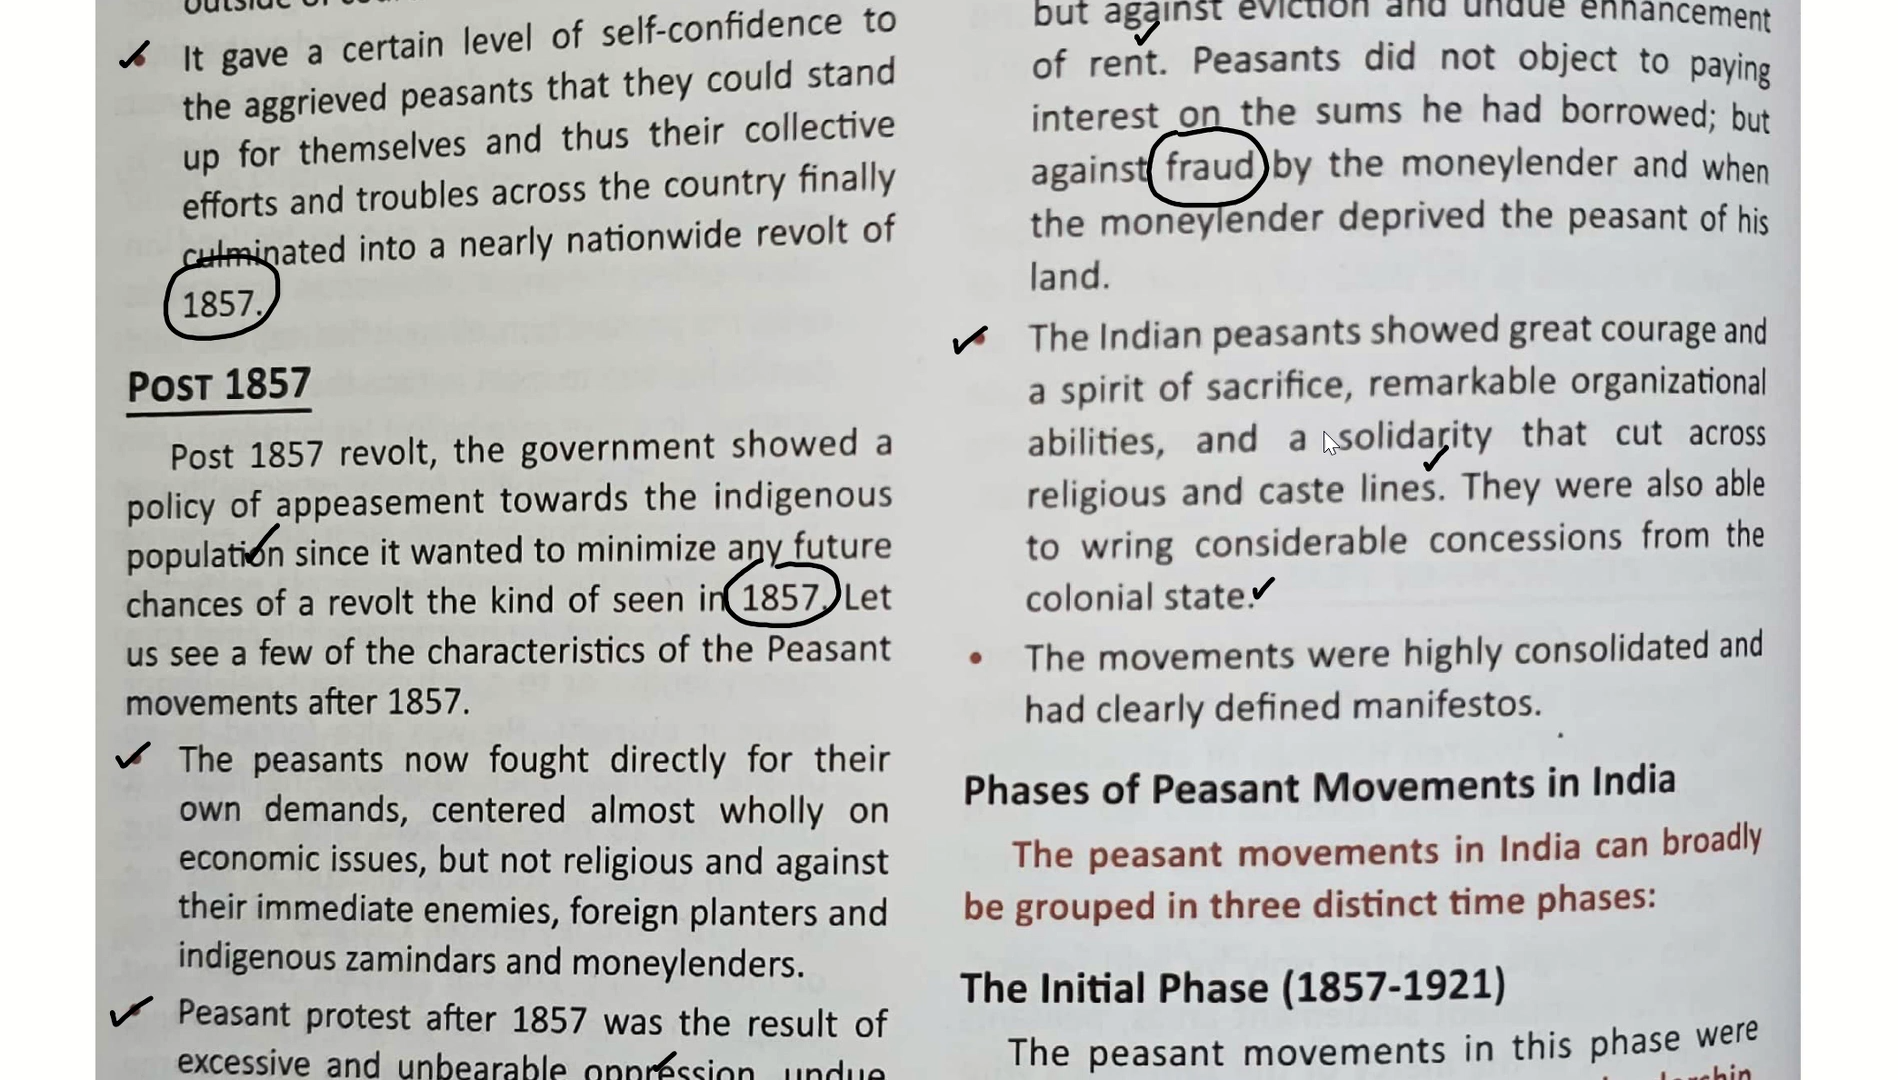 It gave a certain level of self-confidence to
the aggrieved peasants that they could stand
up for themselves and thus their collective
efforts and troubles across the country finally
culminated into a nearly nationwide revolt of
1857.
POST 1857
Post 1857 revolt, the government showed a
policy of appeasement towards the indigenous
population since it wanted to minimize any future
chances of a revolt the kind of seen in 1857. Let
us see a few of the characteristics of the Peasant
movements after 1857.
The peasants now fought directly for their
own demands, centered almost wholly on
economic issues, but not religious and against
their immediate enemies, foreign planters and
indigenous zamindars and moneylenders.
Peasant protest after 1857 was the result of
excessive and unbearable oppression, undue
but against eviction and undue enhancement
of rent. Peasants did not object to paying
interest on the sums he had borrowed; but
against fraud by the moneylender and when
the moneylender deprived the peasant of his
land.
The Indian peasants showed great courage and
a spirit of sacrifice, remarkable organizational
abilities, and a solidarity that cut across
religious and caste lines. They were also able
to wring considerable concessions from the
colonial state.
• The movements were highly consolidated and
had clearly defined manifestos.
Phases of Peasant Movements in India
The peasant movements in India can broadly
be grouped in three distinct time phases:
The Initial Phase (1857-1921)
The peasant movements in this phase were